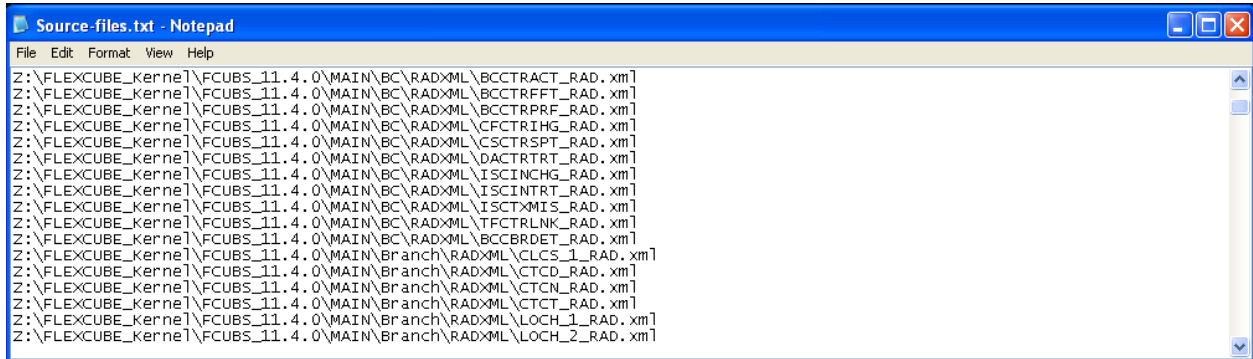 Source-files.txt - Notepad
File Edit Format View Help
Z:\FLEXCUBE_Kernel\FCUBS_11.4.0\MAIN\BC\RADXML\BCCTRACT_RAD.xml
Z:\FLEXCUBE_Kernel\FCUBS_11.4.0\MAIN\BC\RADXML\BCCTRFFT_RAD.xml
Z:\FLEXCUBE_Kernel\FCUBS_11.4.0\MAIN\BC\RADXML\BCCTRPRF_RAD.xml
Z:\FLEXCUBE_Kernel\FCUBS_11.4.0\MAIN\BC\RADXML\CFCTRIHG_RAD.xml
Z:\FLEXCUBE_Kernel\FCUBS_11.4.0\MAIN\BC\RADXML\CSCTRSPT_RAD.xml
Z:\FLEXCUBE_Kernel\FCUBS_11.4.0\MAIN\BC\RADXML\DACTRTRT_RAD.xml
Z:\FLEXCUBE_Kernel\FCUBS_11.4.0\MAIN\BC\RADXML\ISCINCHG_RAD.xml
Z:\FLEXCUBE_Kernel\FCUBS_11.4.0\MAIN\BC\RADXML\ISCINTRT_RAD.xml
Z:\FLEXCUBE_Kernel\FCUBS_11.4.0\MAIN\BC\RADXML\ISCTXMIS_RAD.xml
Z:\FLEXCUBE_Kernel\FCUBS_11.4.0\MAIN\BC\RADXML\TFCTRLNK_RAD.xml
Z:\FLEXCUBE_Kernel\FCUBS_11.4.0\MAIN\BC\RADXML\BCCBRDET_RAD.xml
Z:\FLEXCUBE_Kernel\FCUBS_11.4.0\MAIN\Branch\RADXML\CLCS_1_RAD.xml
Z:\FLEXCUBE_Kernel\FCUBS_11.4.0\MAIN\Branch\RADXML\CTCD_RAD.xml
Z:\FLEXCUBE_Kernel\FCUBS_11.4.0\MAIN\Branch\RADXML\CTCN_RAD.xml
Z:\FLEXCUBE_Kernel\FCUBS_11.4.0\MAIN\Branch\RADXML\CTCT_RAD.xml
Z:\FLEXCUBE_Kernel\FCUBS_11.4.0\MAIN\Branch\RADXML\LOCH_1_RAD.xml
Z:\FLEXCUBE_Kernel\FCUBS_11.4.0\MAIN\Branch\RADXML\LOCH_2_RAD.xml